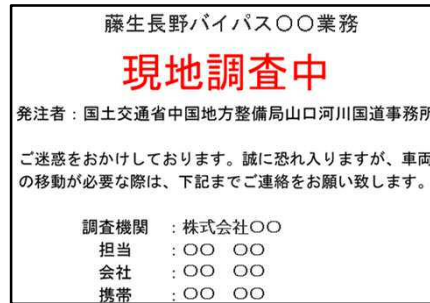 藤生長野バイパス〇〇業務
現地調査中
発注者：国土交通省中国地方整備局山口河川国道事務所
ご迷惑をおかけしております。誠に恐れ入りますが、車両
の移動が必要な際は、下記までご連絡をお願い致します。
調査機関　：株式会社〇〇
担当　：〇〇　〇〇
会社　：〇〇　〇〇
携帯　：〇〇　〇〇